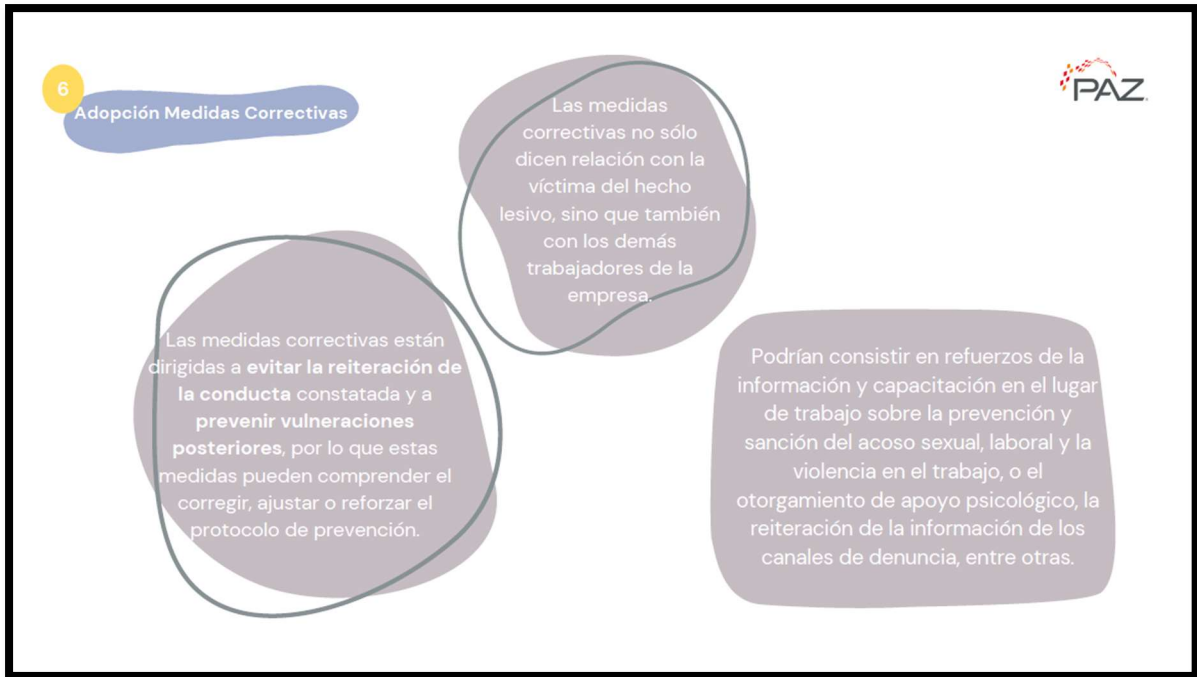 6
Adopción Medidas Correctivas
PAZ
Las medidas
correctivas no sólo
dicen relación con la
víctima del hecho
lesivo, sino que también
con los demás
trabajadores de la
empresa.
Las medidas correctivas están
dirigidas a evitar la reiteración de
la conducta constatada y a
prevenir vulneraciones
posteriores, por lo que estas
medidas pueden comprender el
corregir, ajustar o reforzar el
protocolo de prevención.
Podrían consistir en refuerzos de la
información y capacitación en el lugar
de trabajo sobre la prevención y
sanción del acoso sexual, laboral y la
violencia en el trabajo, o el
otorgamiento de apoyo psicológico, la
reiteración de la información de los
canales de denuncia, entre otras.